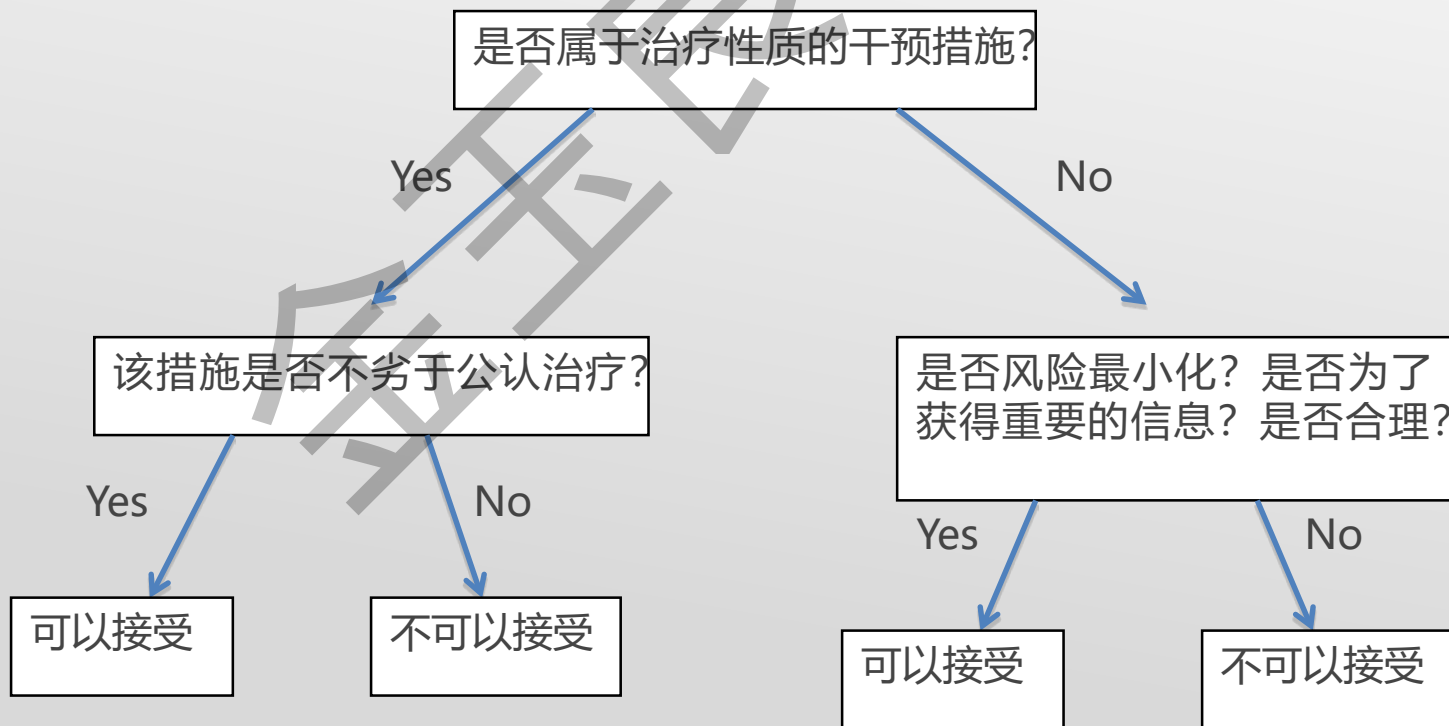 是否属于治疗性质的干预措施?
Yes
No
该措施是否不劣于公认治疗?
是否风险最小化? 是否为了
获得重要的信息? 是否合理?
Yes
No
Yes
No
可以接受
不可以接受
可以接受
不可以接受
金玉良